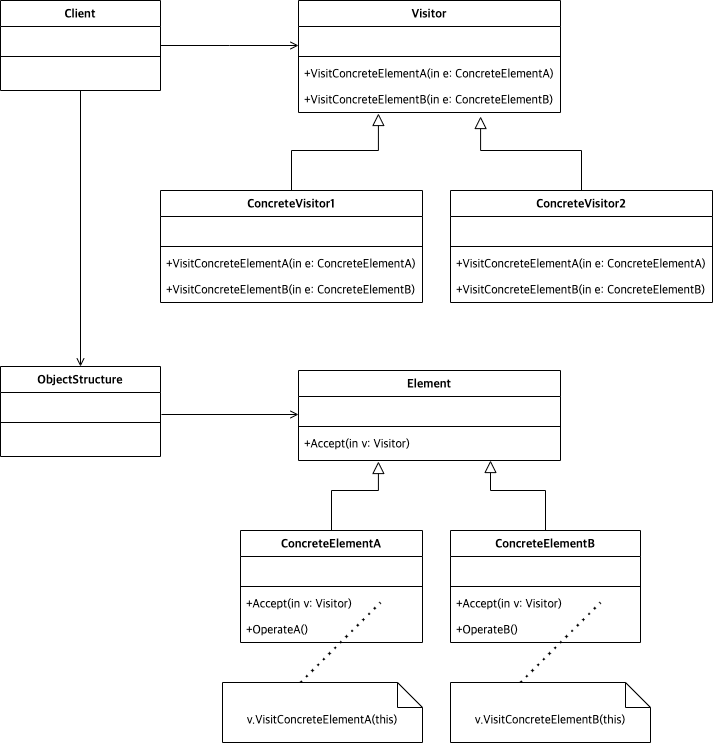 Client
Visitor
+VisitConcreteElementA(in e: ConcreteElementA)
+VisitConcreteElementB(in e: ConcreteElementB)
ConcreteVisitor1
+VisitConcreteElementA(in e: ConcreteElementA)
+VisitConcreteElementB(in e: ConcreteElementB)
ConcreteVisitor2
+VisitConcreteElementA(in e: ConcreteElementA)
+VisitConcreteElementB(in e: ConcreteElementB)
ObjectStructure
Element
+Accept(in v: Visitor)
ConcreteElementA
+Accept(in v: Visitor)
+OperateA()
ConcreteElementB
+Accept(in v: Visitor)
+OperateB()
v.VisitConcreteElementA(this)
v.VisitConcreteElementB(this)